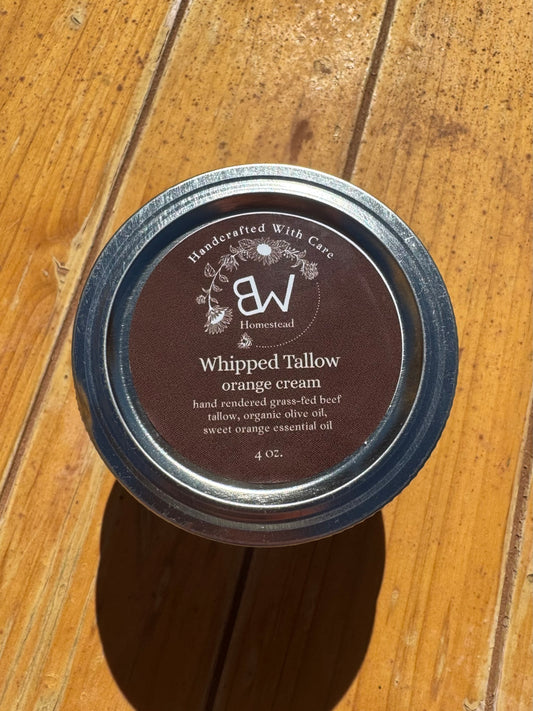 Handcrafted With Care
BW
Homestead
Whipped Tallow
orange cream
hand rendered grass-fed beef
tallow, organic olive oil,
sweet orange essential oil
4 oz.